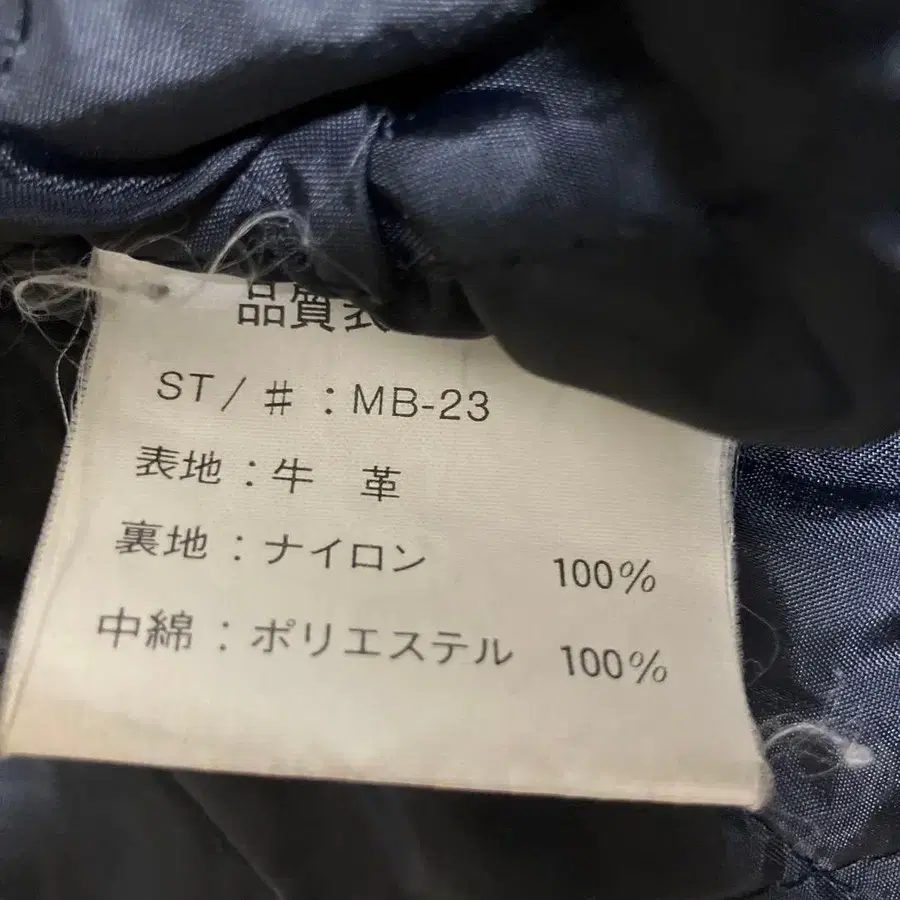 品質表
ST/#:MB-23
表地:牛 革
裏地:ナイロン 100%
中綿:ポリエステル 100%